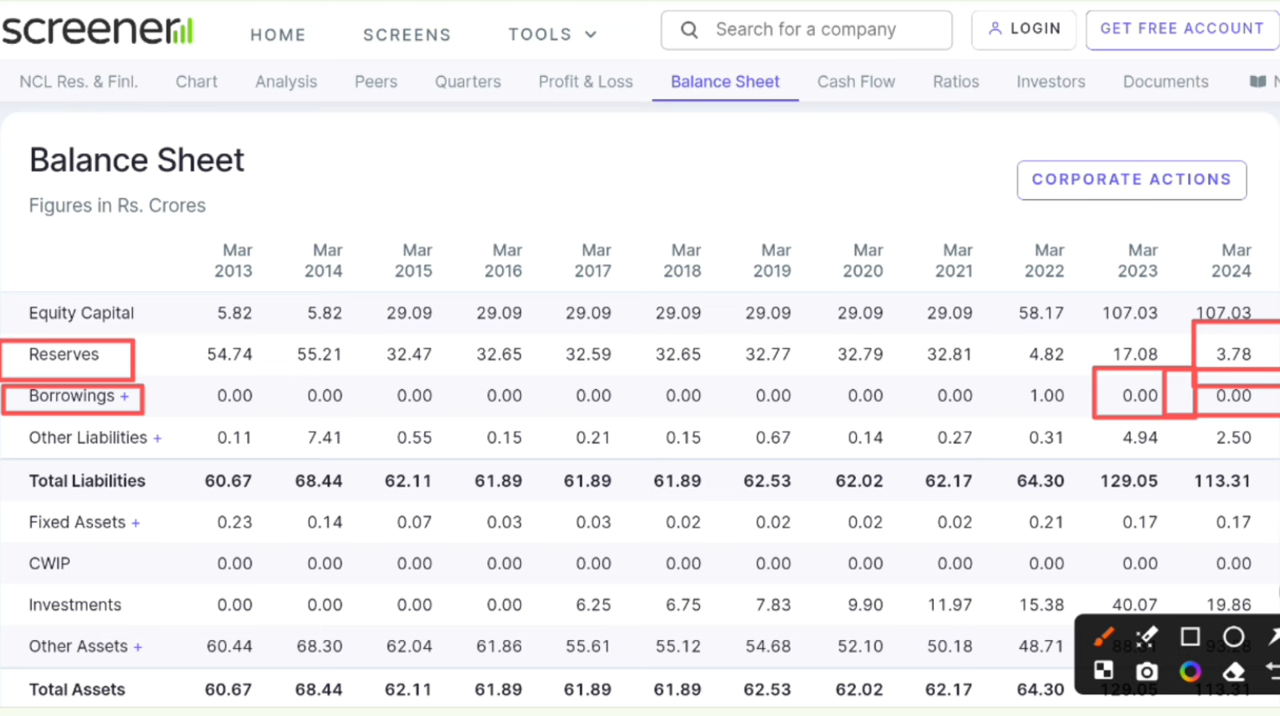 screener HOME SCREENS TOOLS Search for a company LOGIN GET FREE ACCOUNT
NCL Res. & Finl. Chart Analysis Peers Quarters Profit & Loss Balance Sheet Cash Flow Ratios Investors Documents N
Balance Sheet
CORPORATE ACTIONS
Figures in Rs. Crores
Mar 2013 Mar 2014 Mar 2015 Mar 2016 Mar 2017 Mar 2018 Mar 2019 Mar 2020 Mar 2021 Mar 2022 Mar 2023 Mar 2024
Equity Capital 5.82 5.82 29.09 29.09 29.09 29.09 29.09 29.09 29.09 58.17 107.03 107.03
Reserves 54.74 55.21 32.47 32.65 32.59 32.65 32.77 32.79 32.81 4.82 17.08 3.78
Borrowings + 0.00 0.00 0.00 0.00 0.00 0.00 0.00 0.00 0.00 1.00 0.00 0.00
Other Liabilities + 0.11 7.41 0.55 0.15 0.21 0.15 0.67 0.14 0.27 0.31 4.94 2.50
Total Liabilities 60.67 68.44 62.11 61.89 61.89 61.89 62.53 62.02 62.17 64.30 129.05 113.31
Fixed Assets + 0.23 0.14 0.07 0.03 0.03 0.02 0.02 0.02 0.02 0.21 0.17 0.17
CWIP 0.00 0.00 0.00 0.00 0.00 0.00 0.00 0.00 0.00 0.00 0.00 0.00
Investments 0.00 0.00 0.00 0.00 6.25 6.75 7.83 9.90 11.97 15.38 40.07 19.86
Other Assets + 60.44 68.30 62.04 61.86 55.61 55.12 54.68 52.10 50.18 48.71
Total Assets 60.67 68.44 62.11 61.89 61.89 61.89 62.53 62.02 62.17 64.30 129.05 113.31